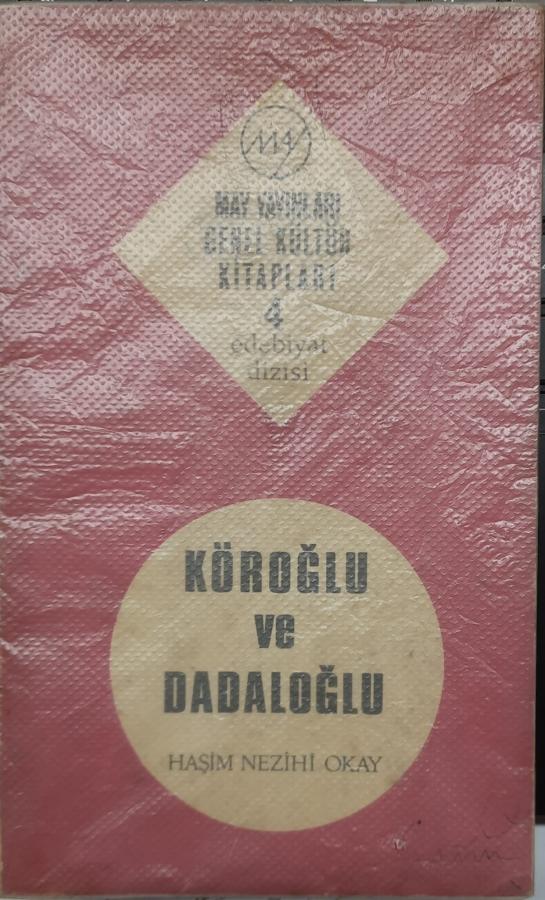 MAY
MAY YAYINLARI
GENEL KÜLTÜR
KİTAPLARI
4
edebiyat
dizisi
KÖROĞLU
ve
DADALOĞLU
HAŞİM NEZİHİ OKAY